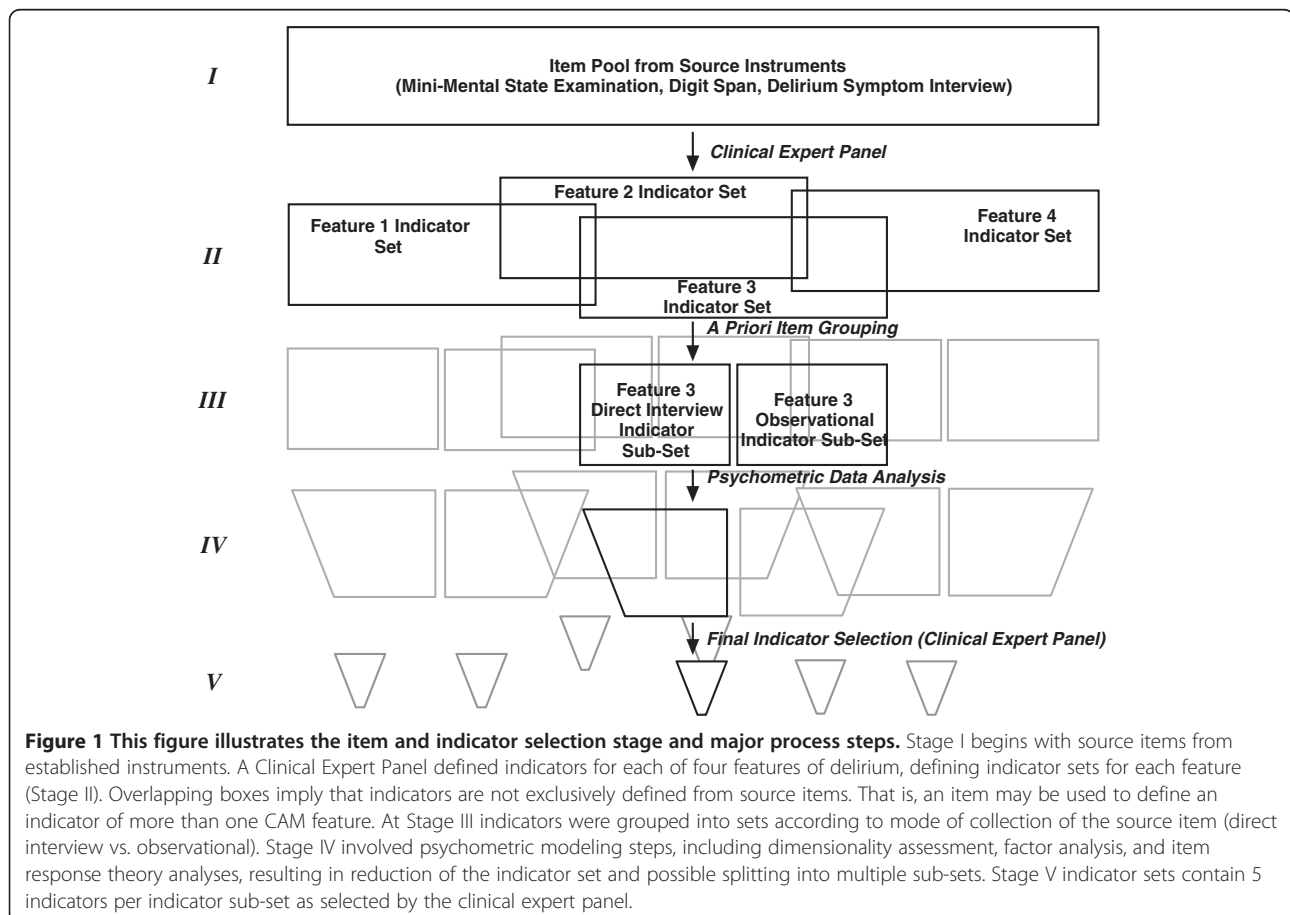 I
Item Pool from Source Instruments
(Mini-Mental State Examination, Digit Span, Delirium Symptom Interview)
Clinical Expert Panel
II
Feature 1 Indicator
Set
Feature 2 Indicator Set
Feature 3
Indicator Set
Feature 4
Indicator Set
A Priori Item Grouping
III
Feature 3
Direct Interview
Indicator
Sub-Set
Feature 3
Observational
Indicator Sub-Set
Psychometric Data Analysis
IV
Final Indicator Selection (Clinical Expert Panel)
V
Figure 1 This figure illustrates the item and indicator selection stage and major process steps. Stage I begins with source items from
established instruments. A Clinical Expert Panel defined indicators for each of four features of delirium, defining indicator sets for each feature
(Stage II). Overlapping boxes imply that indicators are not exclusively defined from source items. That is, an item may be used to define an
indicator of more than one CAM feature. At Stage III indicators were grouped into sets according to mode of collection of the source item (direct
interview vs. observational). Stage IV involved psychometric modeling steps, including dimensionality assessment, factor analysis, and item
response theory analyses, resulting in reduction of the indicator set and possible splitting into multiple sub-sets. Stage V indicator sets contain 5
indicators per indicator sub-set as selected by the clinical expert panel.